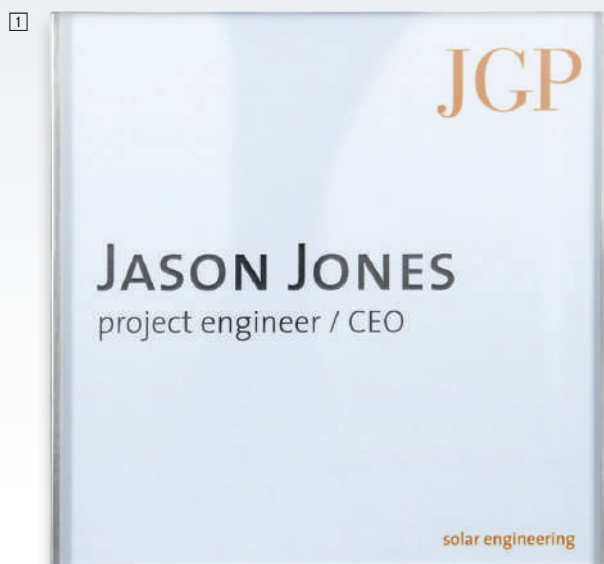 1
JGP
JASON JONES
project engineer / CEO
solar engineering